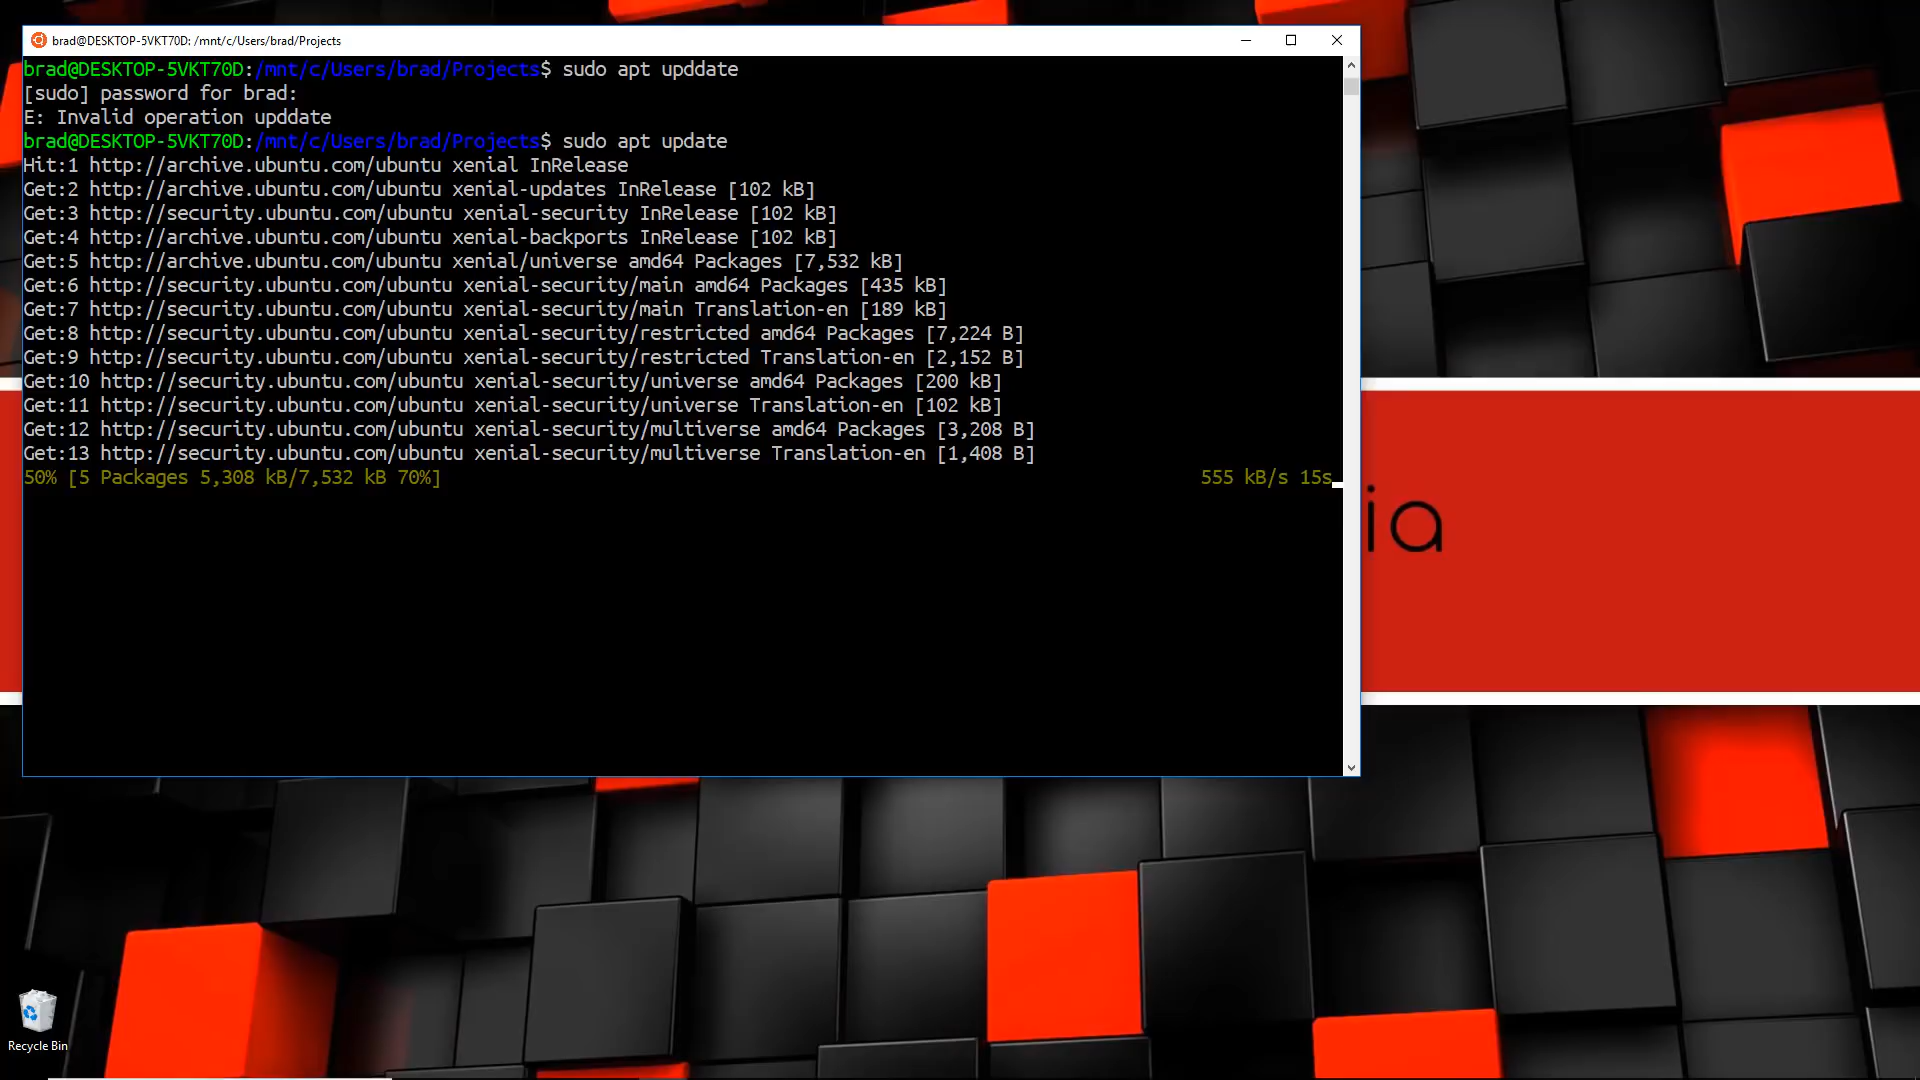 brad@DESKTOP-5VKT70D: /mnt/c/Users/brad/Projects
brad@DESKTOP-5VKT70D:/mnt/c/Users/brad/Projects$ sudo apt upddate
[sudo] password for brad:
E: Invalid operation upddate
brad@DESKTOP-5VKT70D:/mnt/c/Users/brad/Projects$ sudo apt update
Hit:1 http://archive.ubuntu.com/ubuntu xenial InRelease
Get:2 http://archive.ubuntu.com/ubuntu xenial-updates InRelease [102 kB]
Get:3 http://security.ubuntu.com/ubuntu xenial-security InRelease [102 kB]
Get:4 http://archive.ubuntu.com/ubuntu xenial-backports InRelease [102 kB]
Get:5 http://archive.ubuntu.com/ubuntu xenial/universe amd64 Packages [7,532 kB]
Get:6 http://security.ubuntu.com/ubuntu xenial-security/main amd64 Packages [435 kB]
Get:7 http://security.ubuntu.com/ubuntu xenial-security/main Translation-en [189 kB]
Get:8 http://security.ubuntu.com/ubuntu xenial-security/restricted amd64 Packages [7,224 B]
Get:9 http://security.ubuntu.com/ubuntu xenial-security/restricted Translation-en [2,152 B]
Get:10 http://security.ubuntu.com/ubuntu xenial-security/universe amd64 Packages [200 kB]
Get:11 http://security.ubuntu.com/ubuntu xenial-security/universe Translation-en [102 kB]
Get:12 http://security.ubuntu.com/ubuntu xenial-security/multiverse amd64 Packages [3,208 B]
Get:13 http://security.ubuntu.com/ubuntu xenial-security/multiverse Translation-en [1,408 B]
50% [5 Packages 5,308 kB/7,532 kB 70%] 555 kB/s 15s
ia
Recycle Bin